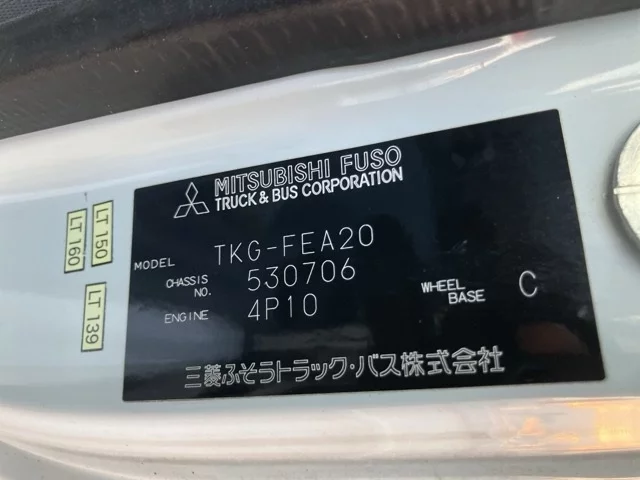 MITSUBISHI FUSO
TRUCK & BUS CORPORATION
MODEL TKG-FEA20
CHASSIS NO. 530706
ENGINE 4P10
WHEEL BASE C
三菱ふそうトラック・バス株式会社
LT 160
LT 150
LT 139